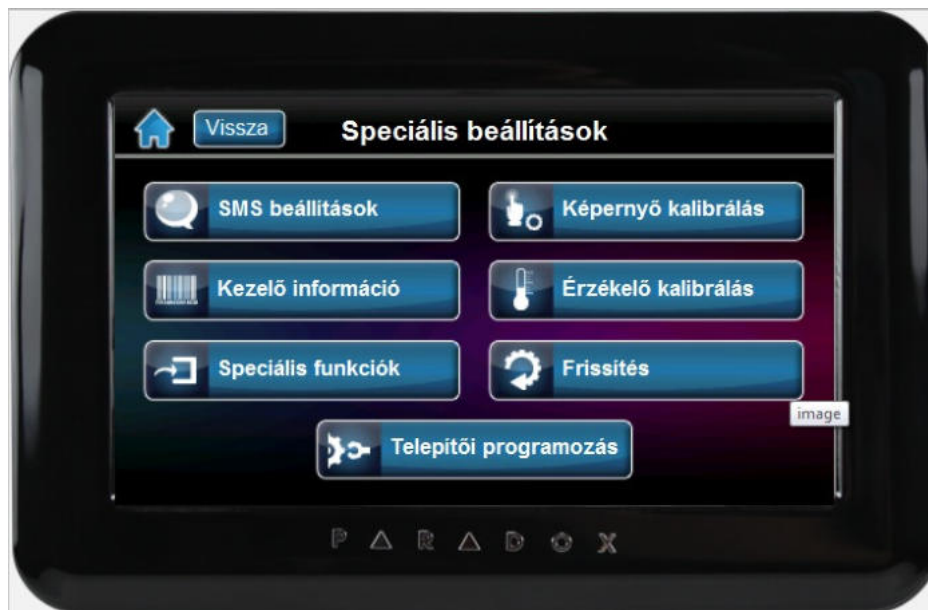 Vissza
Speciális beállítások
SMS beállítások
Képernyő kalibrálás
Kezelő információ
Érzékelő kalibrálás
Speciális funkciók
Frissítés
image
Telepítői programozás
PARADOX